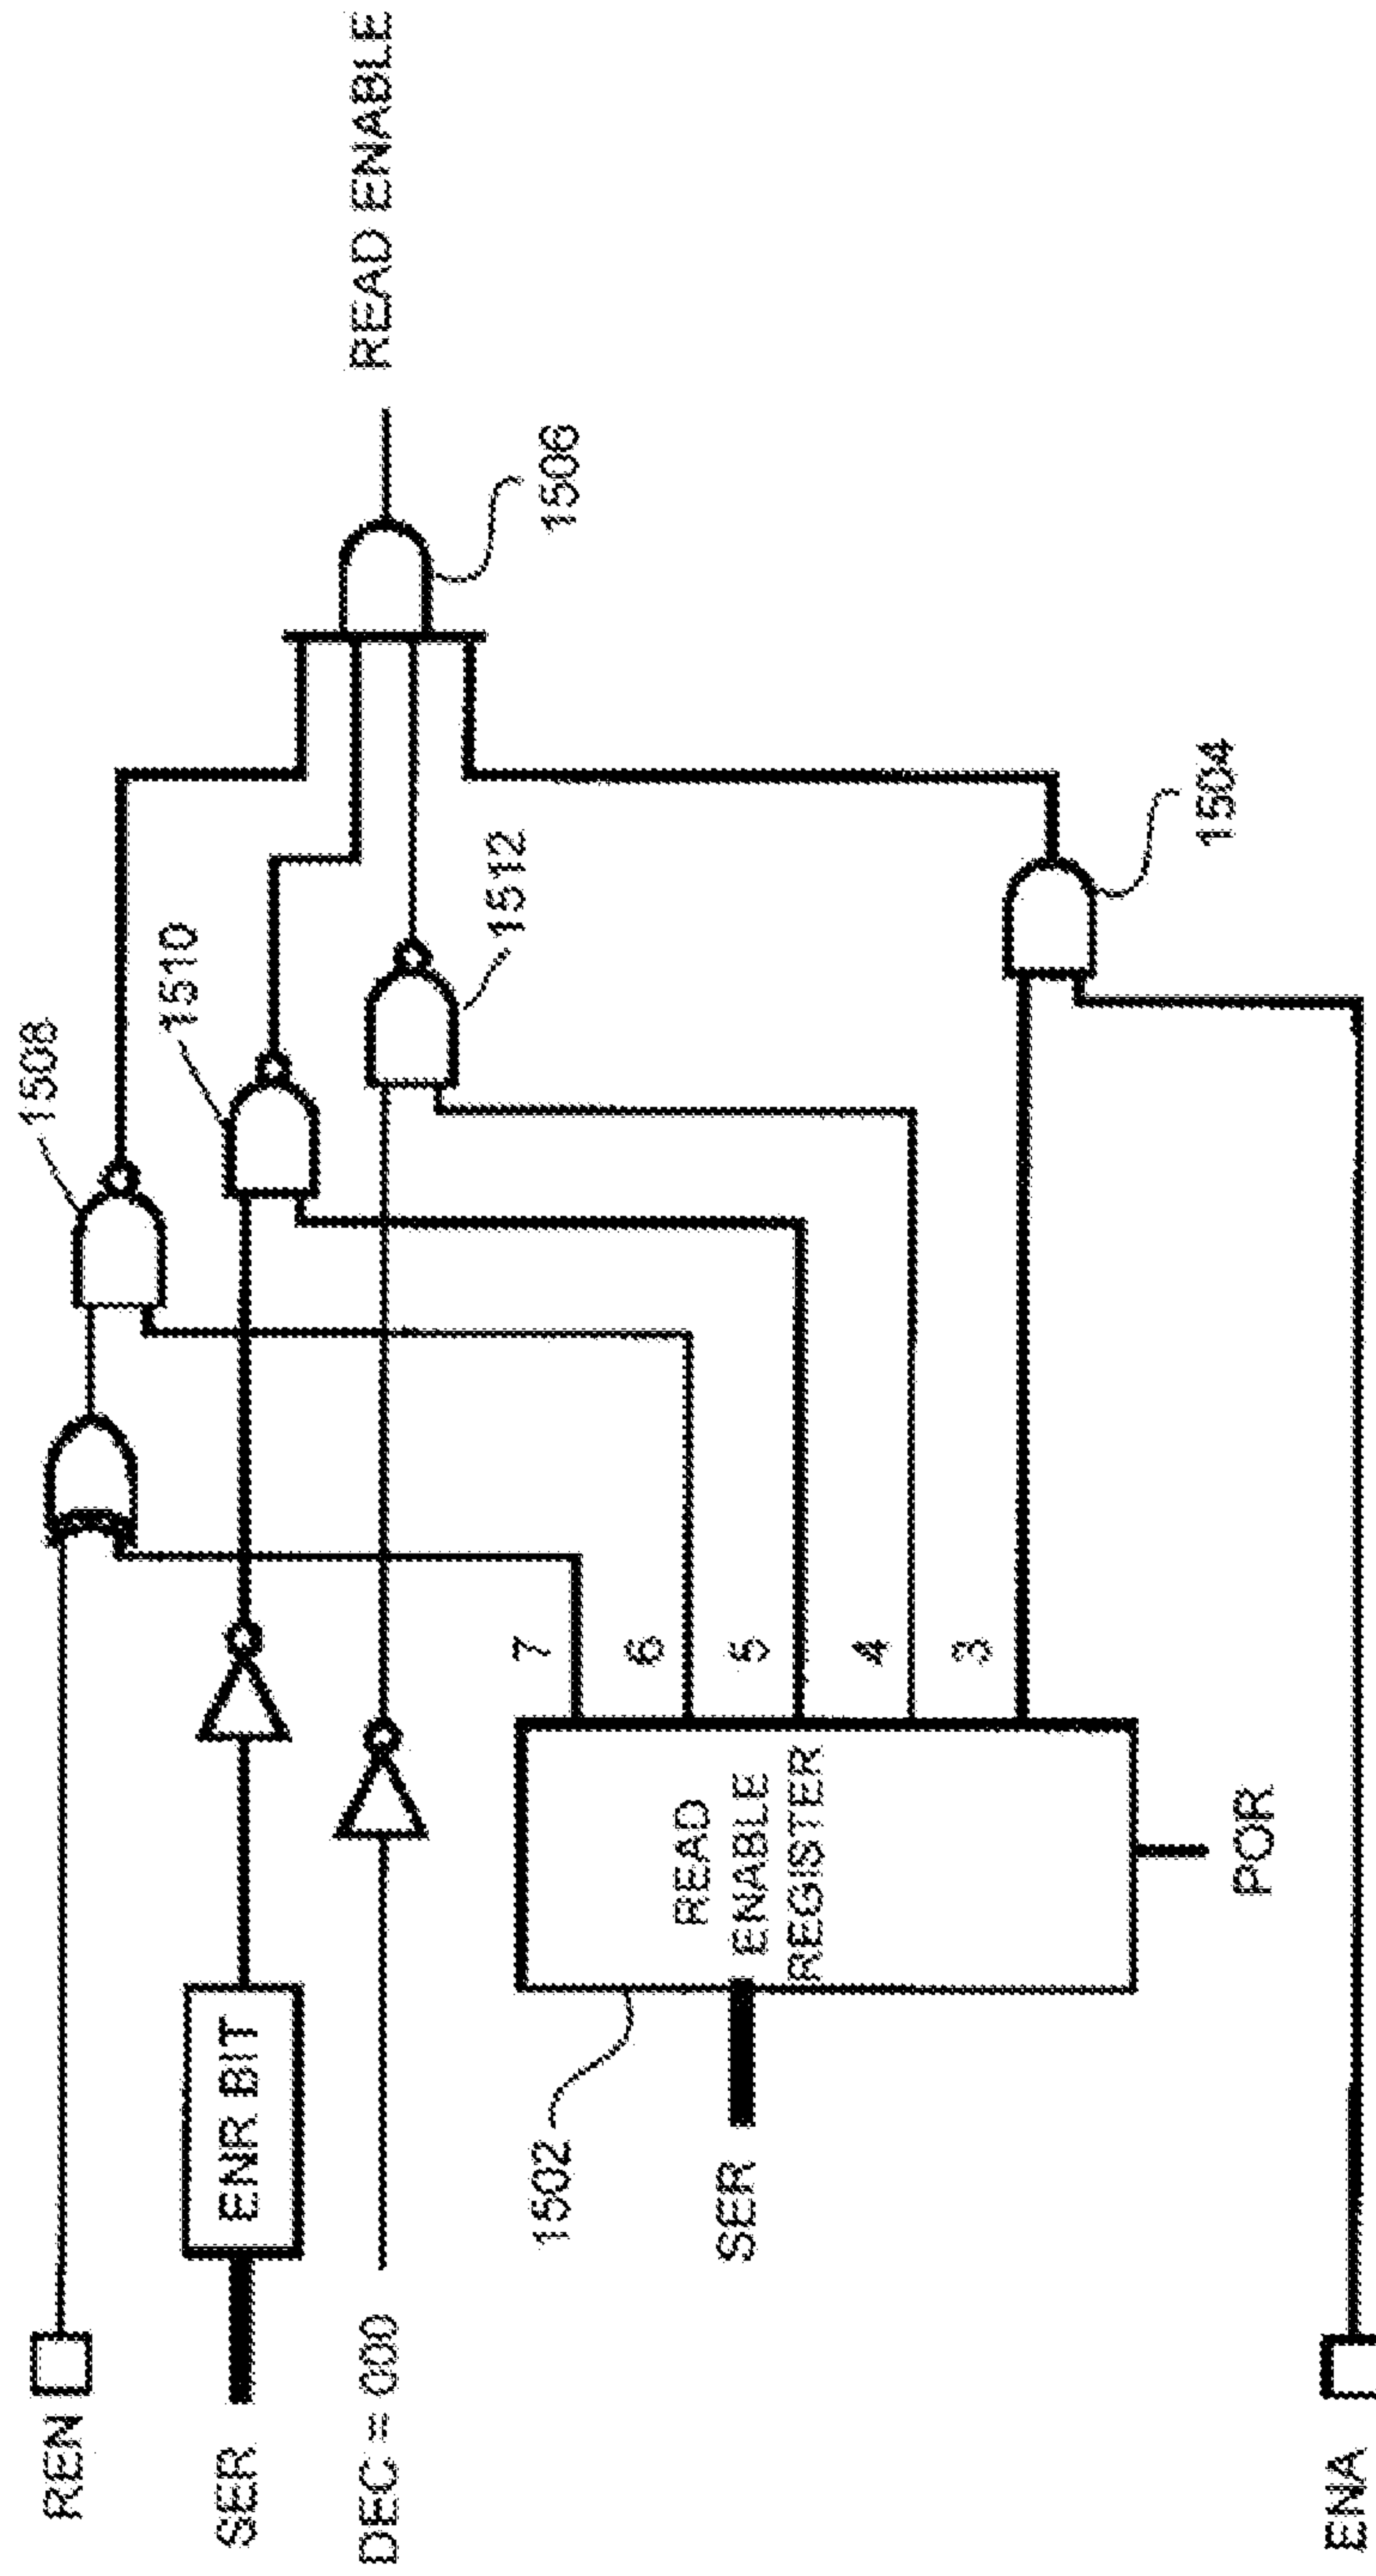 REN
1508
SER
ENR BIT
1510
DEC = 000
READ ENABLE
1506
1512
1502
7
6
5
4
3
SER
READ
ENABLE
REGISTER
POR
1504
ENA